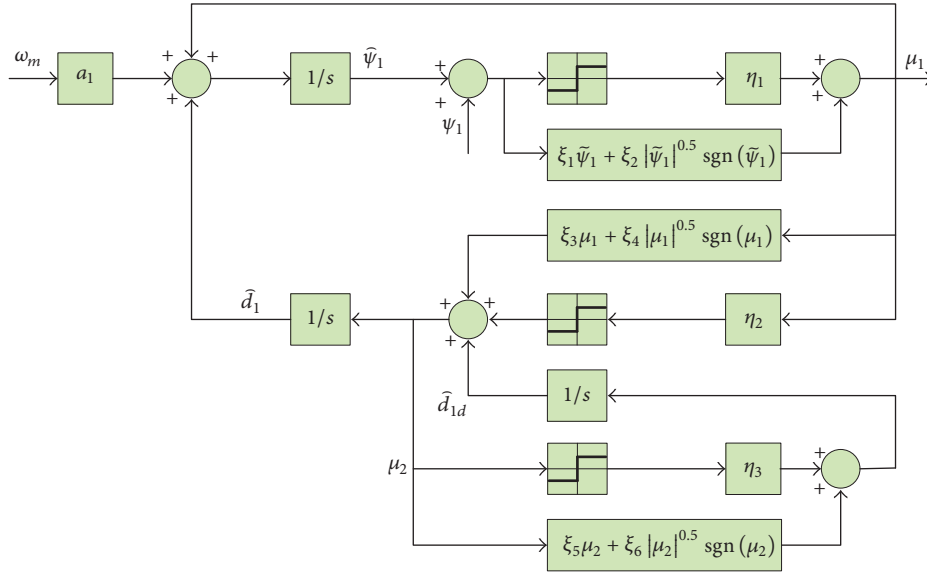 ω_m
a_1
+ + +
1/s
ψ̂_1
+ +
ψ_1
η_1
+ +
μ_1
ξ_1ψ̃_1 + ξ_2 |ψ̃_1|^0.5 sgn (ψ̃_1)
ξ_3μ_1 + ξ_4 |μ_1|^0.5 sgn (μ_1)
d̂_1
1/s
+ + +
η_2
d̂_1d
1/s
μ_2
η_3
+ +
ξ_5μ_2 + ξ_6 |μ_2|^0.5 sgn (μ_2)